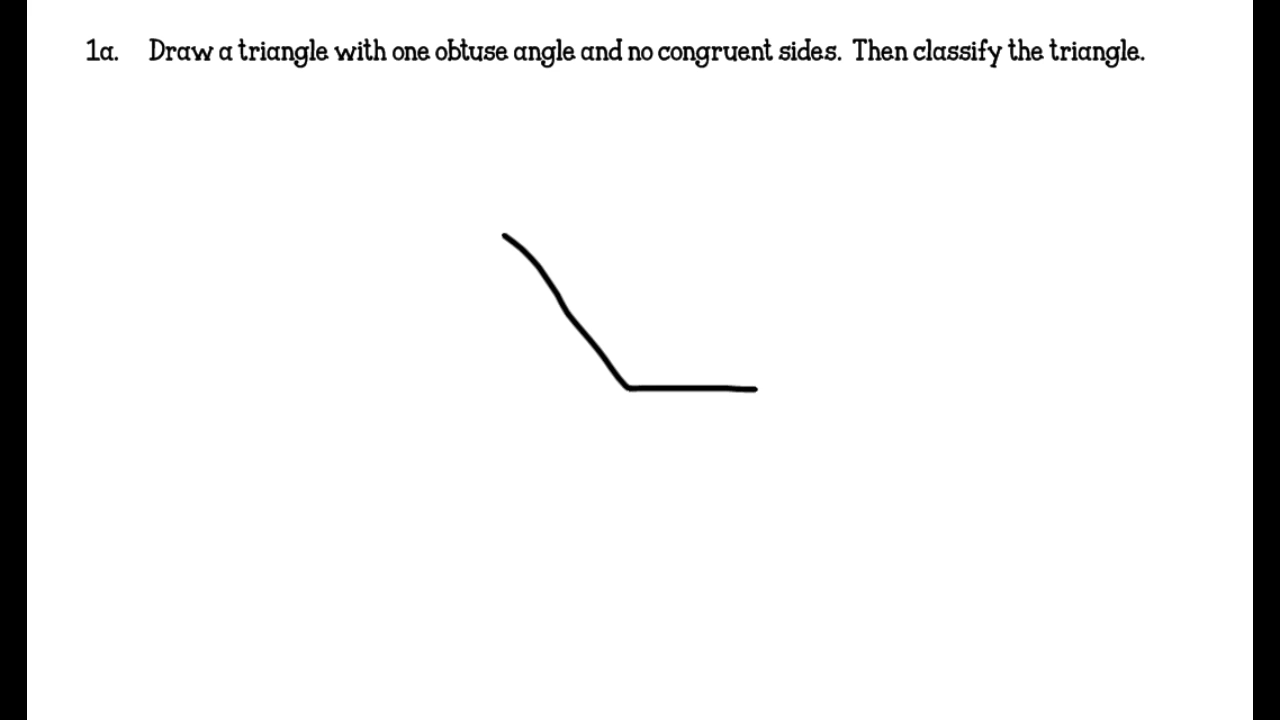 1a. Draw a triangle with one obtuse angle and no congruent sides. Then classify the triangle.